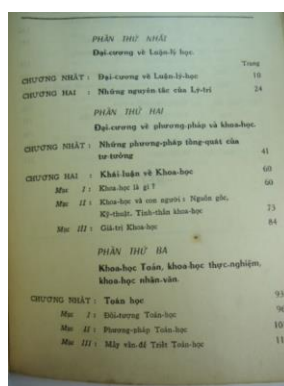 PHẦN THỨ NHẤT
Đại-cương về Luận-lý học.
Trang
CHƯƠNG NHẤT : Đại-cương về Luận-lý-học 10
CHƯƠNG HAI : Những nguyên-tắc của Lý-trí 24
PHẦN THỨ HAI
Đại-cương về phương-pháp và khoa-học.
CHƯƠNG NHẤT : Những phương-pháp tổng-quát của
tư-tưởng 41
CHƯƠNG HAI : Khái-luận về Khoa-học 60
Mục I : Khoa-học là gì ? 60
Mục II : Khoa-học và con người : Nguồn gốc,
Kỹ-thuật, Tinh-thần khoa-học 73
Mục III : Giá-trị Khoa-học 84
PHẦN THỨ BA
Khoa-học Toán, khoa-học thực-nghiệm,
khoa-học nhân-văn.
CHƯƠNG NHẤT : Toán học 93
Mục I : Đối-tượng Toán-học
Mục II : Phương-pháp Toán-học
Mục III : Mấy vấn-đề Triết Toán-học